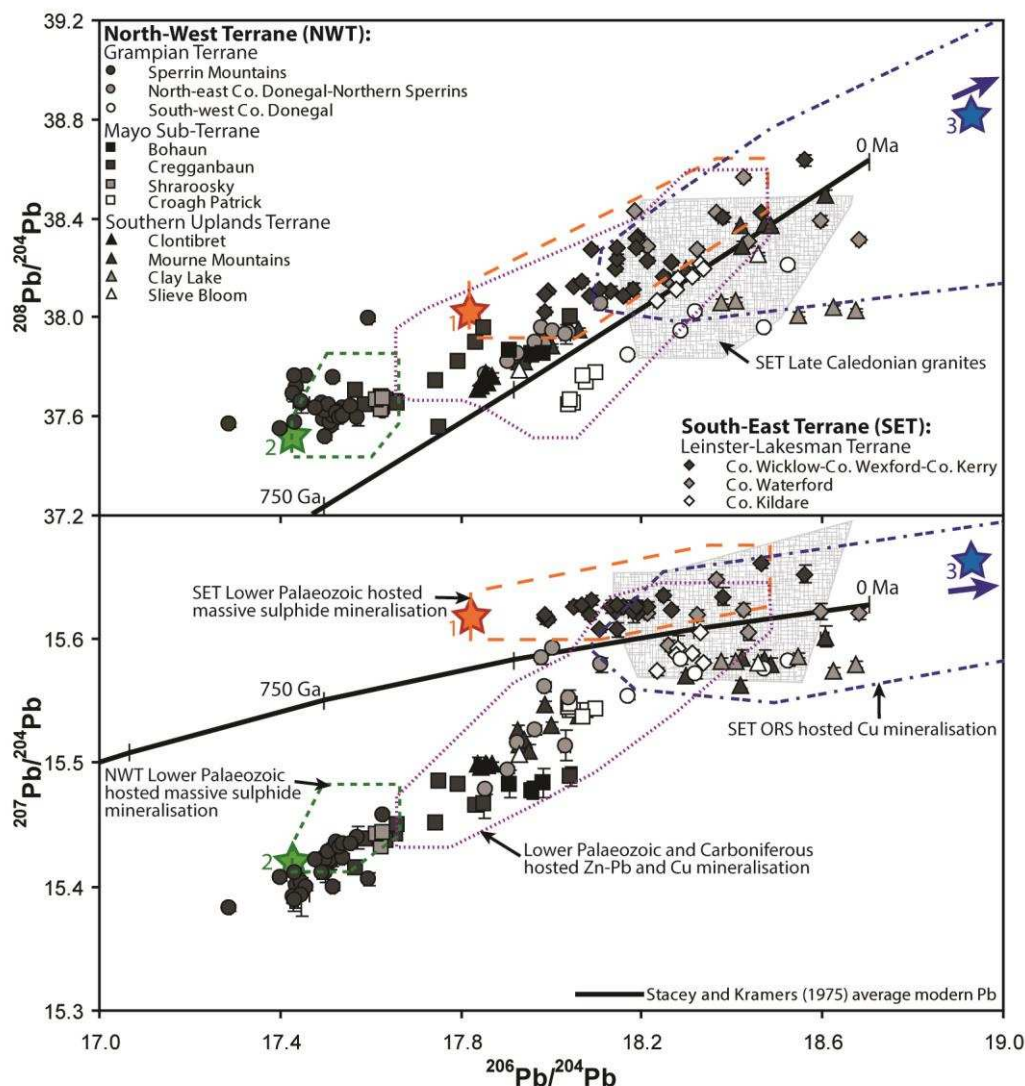 39.2
38.8
38.4
38.0
37.6
37.2
208Pb/204Pb
North-West Terrane (NWT):
Grampian Terrane
Sperrin Mountains
North-east Co. Donegal-Northern Sperrins
South-west Co. Donegal
Mayo Sub-Terrane
Bohaun
Cregganbaun
Shraroosky
Croagh Patrick
Southern Uplands Terrane
Clontibret
Mourne Mountains
Clay Lake
Slieve Bloom
3
0 Ma
1
2
750 Ga
SET Late Caledonian granites
South-East Terrane (SET):
Leinster-Lakesman Terrane
Co. Wicklow-Co. Wexford-Co. Kerry
Co. Waterford
Co. Kildare
15.6
15.5
15.4
15.3
207Pb/204Pb
SET Lower Palaeozoic hosted
massive sulphide mineralisation
1
3
0 Ma
750 Ga
SET ORS hosted Cu mineralisation
NWT Lower Palaeozoic
hosted massive sulphide
mineralisation
2
Lower Palaeozoic and Carboniferous
hosted Zn-Pb and Cu mineralisation
Stacey and Kramers (1975) average modern Pb
17.0
17.4
17.8
18.2
18.6
19.0
206Pb/204Pb